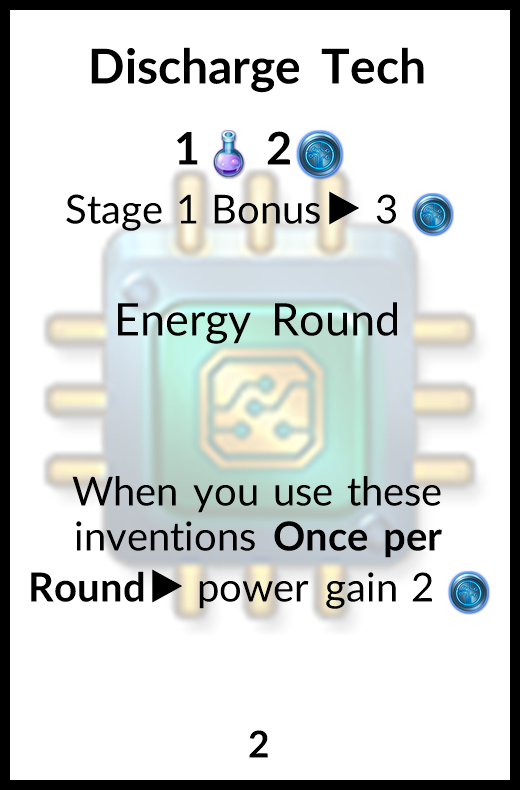 Discharge Tech
1 2
Stage 1 Bonus▶ 3
Energy Round
When you use these
inventions Once per
Round▶ power gain 2
2